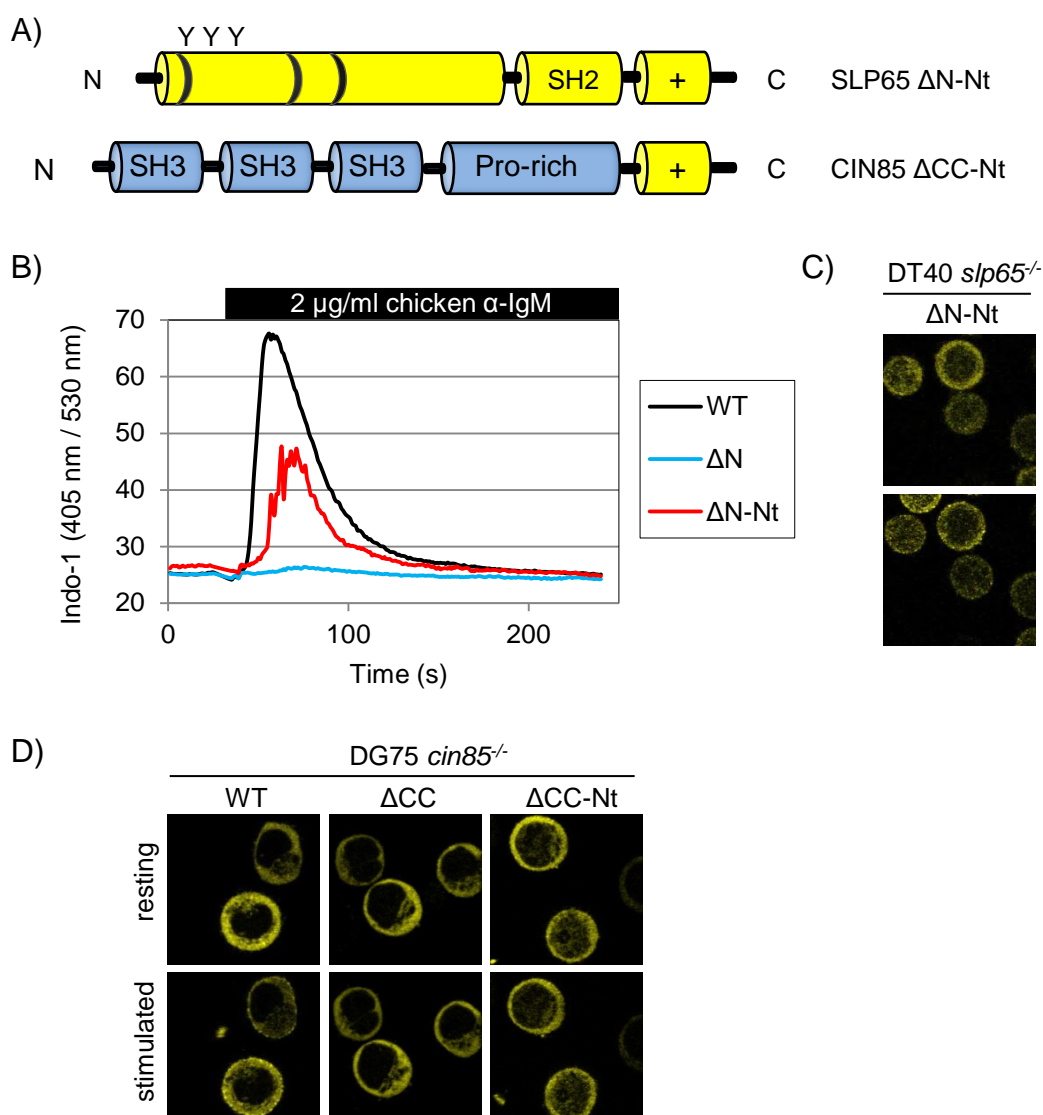 A)
Y Y Y
N SH2 + C SLP65 ΔN-Nt
N SH3 SH3 SH3 Pro-rich + C CIN85 ΔCC-Nt
B)
2 µg/ml chicken α-IgM
Indo-1 (405 nm / 530 nm)
70
60
50
40
30
20
0 100 200
Time (s)
WT
ΔN
ΔN-Nt
C)
DT40 slp65-/-
ΔN-Nt
D)
DG75 cin85-/-
WT ΔCC ΔCC-Nt
resting
stimulated